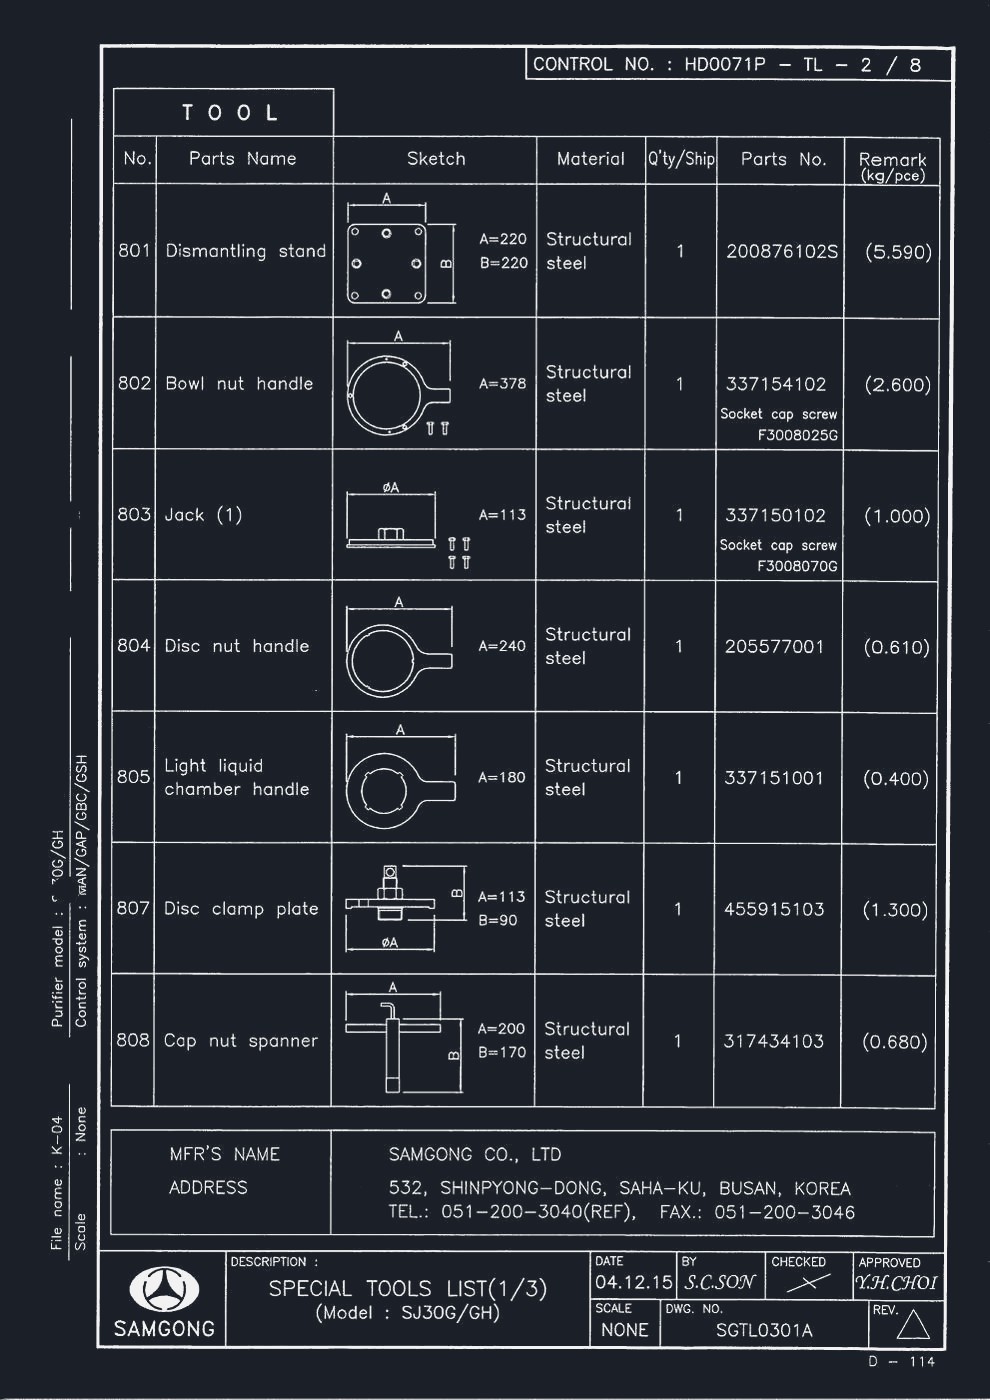 CONTROL NO. : HD0071P - TL - 2 / 8
TOOL
No. Parts Name Sketch Material Q'ty/Ship Parts No. Remark
(kg/pce)
801 Dismantling stand A B A=220 B=220 Structural steel 1 200876102S (5.590)
802 Bowl nut handle A A=378 Structural steel 1 337154102 (2.600)
Socket cap screw
F3008025G
803 Jack (1) øA A=113 Structural steel 1 337150102 (1.000)
Socket cap screw
F3008070G
804 Disc nut handle A A=240 Structural steel 1 205577001 (0.610)
805 Light liquid chamber handle A A=180 Structural steel 1 337151001 (0.400)
807 Disc clamp plate B øA A=113 B=90 Structural steel 1 455915103 (1.300)
808 Cap nut spanner A B A=200 B=170 Structural steel 1 317434103 (0.680)
MFR'S NAME SAMGONG CO., LTD
ADDRESS 532, SHINPYONG-DONG, SAHA-KU, BUSAN, KOREA
TEL.: 051-200-3040(REF), FAX.: 051-200-3046
SAMGONG
DESCRIPTION :
SPECIAL TOOLS LIST(1/3)
(Model : SJ30G/GH)
DATE BY CHECKED APPROVED
04.12.15 S.C.SON Y.H.CHOI
SCALE DWG. NO. REV.
NONE SGTL0301A
D - 114
File name : K-04
Scale : None
Purifier model : 30G/GH
Control system : MAN/GAP/GBC/GSH